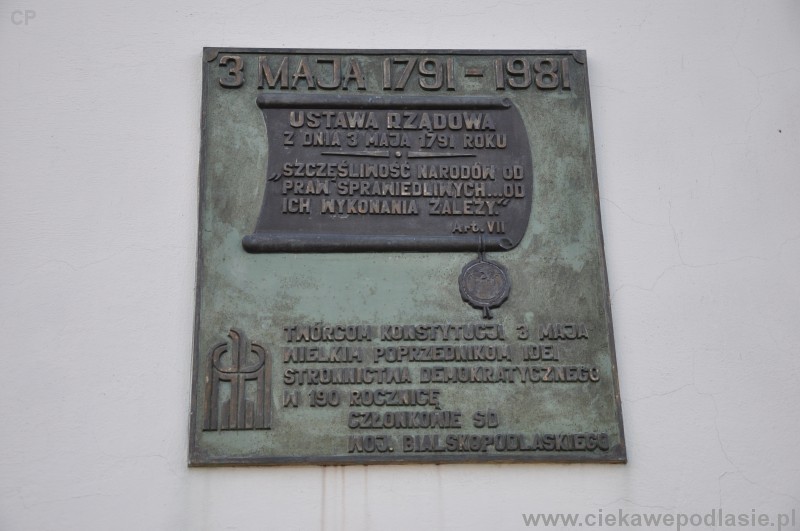 CP
3 MAJA 1791-1981
USTAWA RZĄDOWA
Z DNIA 3 MAJA 1791 ROKU
„SZCZĘŚLIWOŚĆ NARODÓW OD
PRAW SPRAWIEDLIWYCH...OD
ICH WYKONANIA ZALEŻY."
Art. VII
TWÓRCOM KONSTYTUCJI 3 MAJA
WIELKIM POPRZEDNIKOM IDEI
STRONNICTWA DEMOKRATYCZNEGO
W 190 ROCZNICĘ
CZŁONKOWIE SD
WOJ. BIALSKOPODLASKIEGO
www.ciekawepodlasie.pl